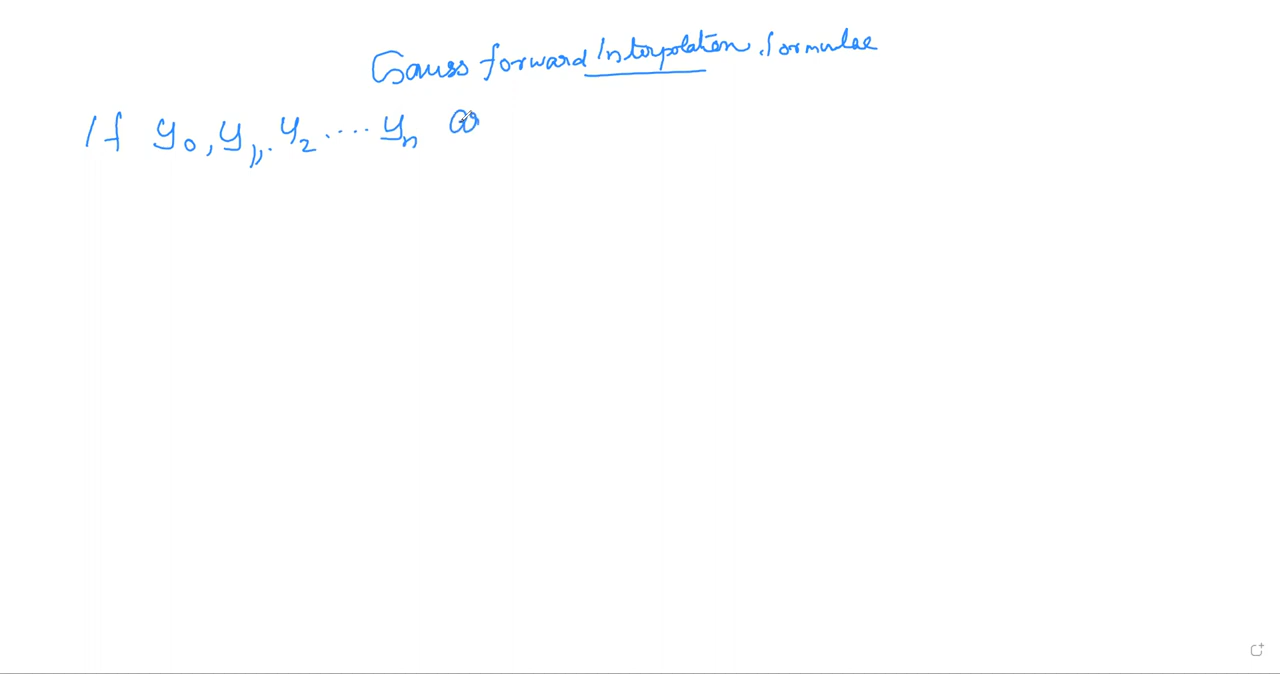 Gauss forward Interpolation formulae
If y₀, y₁, y₂ .... yₙ